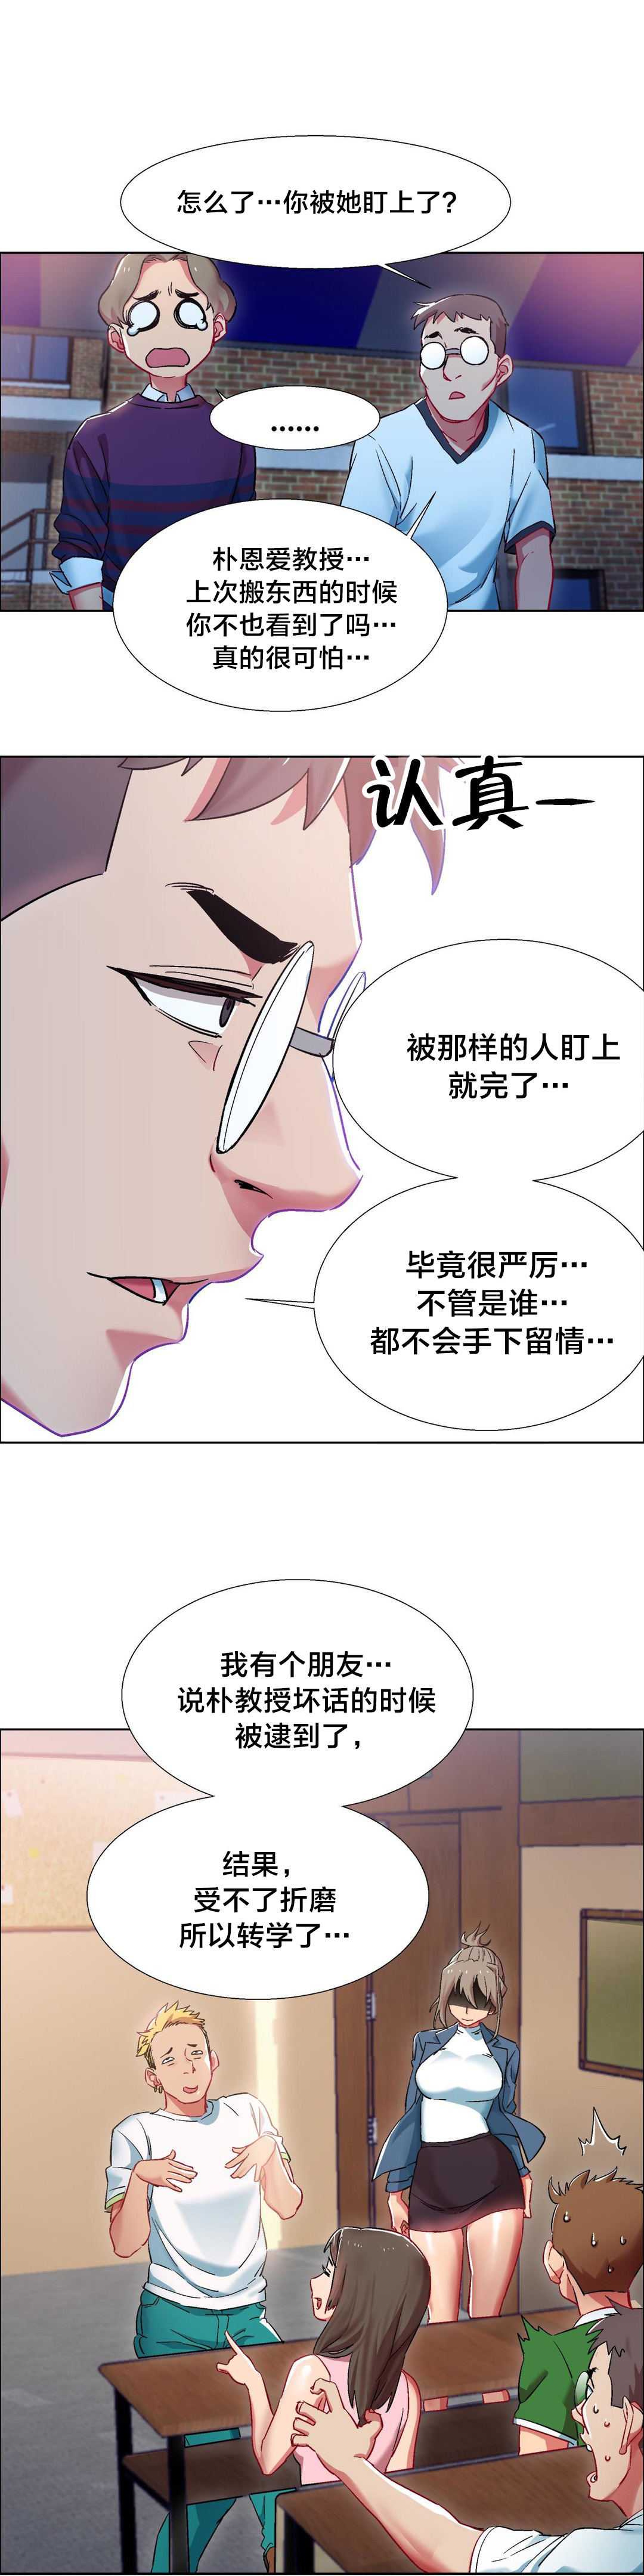 怎么了…你被她盯上了?
……
朴恩爱教授…
上次搬东西的时候
你不也看到了吗…
真的很可怕…
认真—
被那样的人盯上
就完了…
毕竟很严厉…
不管是谁…
都不会手下留情…
我有个朋友…
说朴教授坏话的时候
被逮到了，
结果，
受不了折磨
所以转学了…